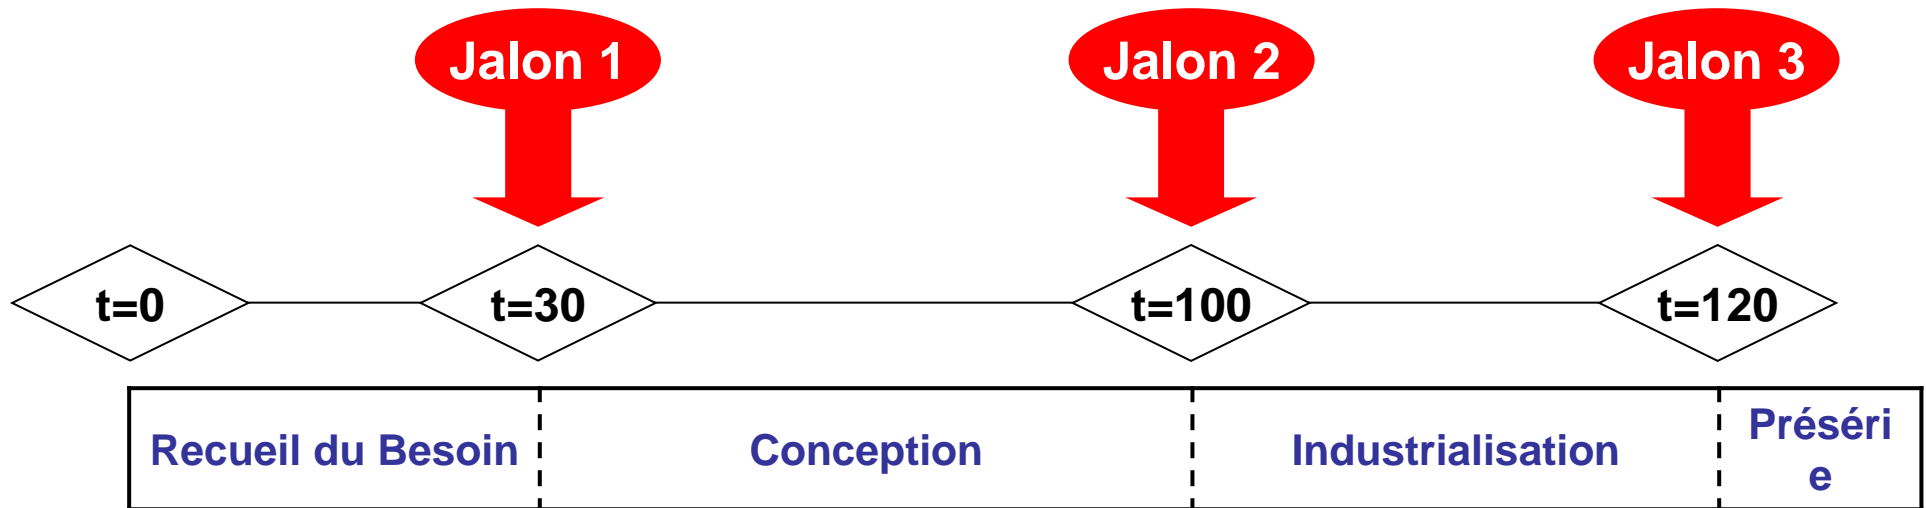 Jalon 1
Jalon 2
Jalon 3
t=0
t=30
t=100
t=120
Recueil du Besoin
Conception
Industrialisation
Préséri
e